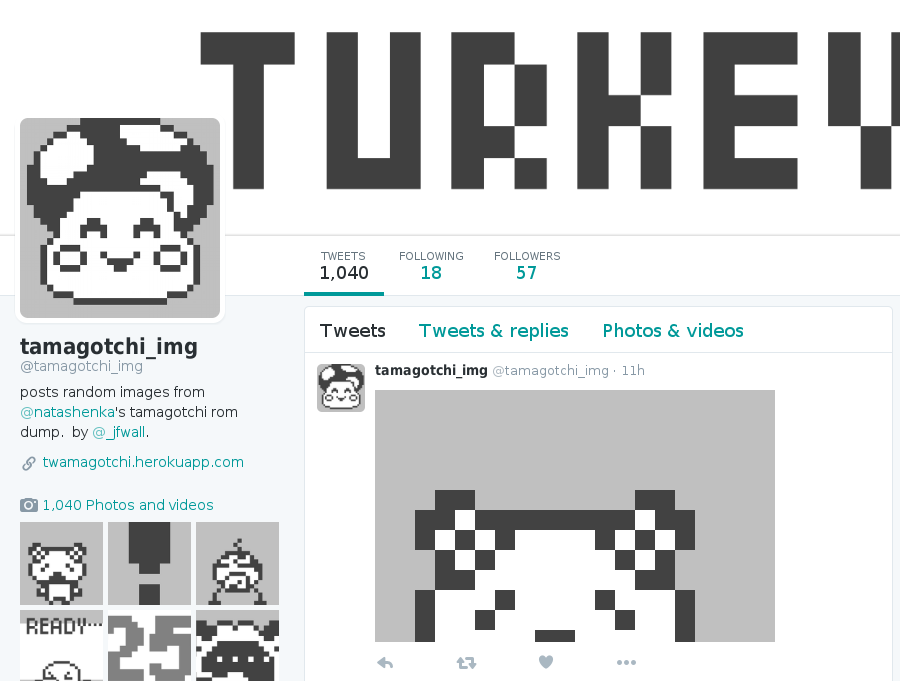 TURKEY
TWEETS FOLLOWING FOLLOWERS
1,040 18 57
Tweets Tweets & replies Photos & videos
tamagotchi_img
@tamagotchi_img
posts random images from
@natashenka's tamagotchi rom
dump. by @_jfwall.
twamagotchi.herokuapp.com
1,040 Photos and videos
!
READY...
25
tamagotchi_img @tamagotchi_img · 11h